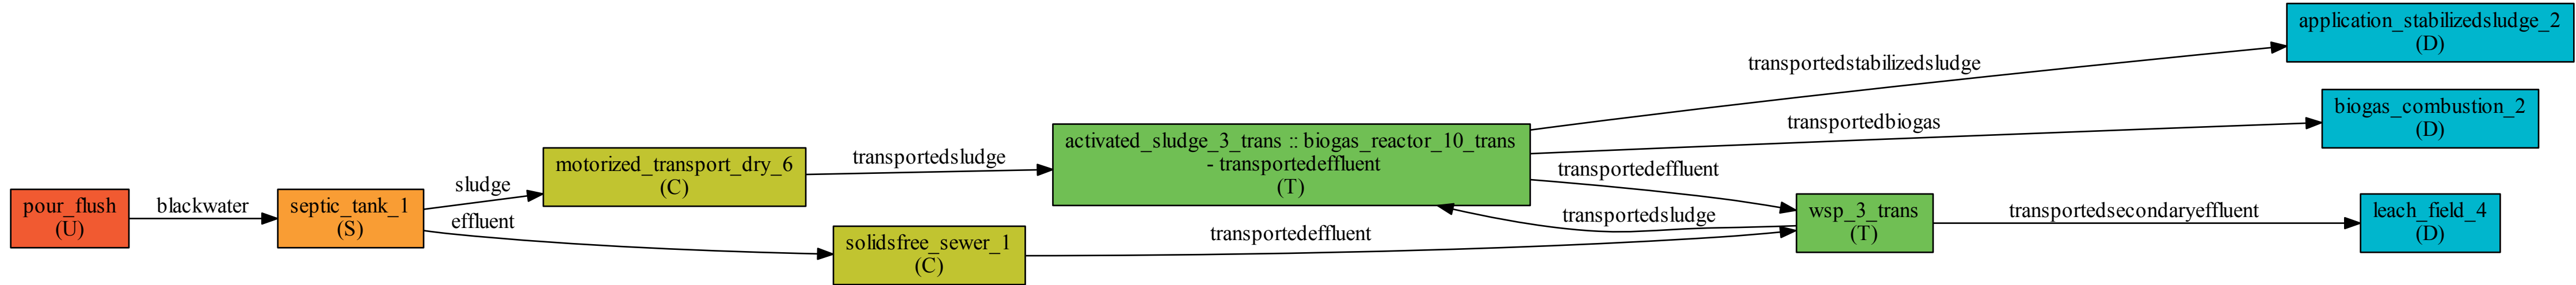 pour_flush
(U)
blackwater
septic_tank_1
(S)
sludge
effluent
motorized_transport_dry_6
(C)
solidsfree_sewer_1
(C)
transportedsludge
transportedeffluent
activated_sludge_3_trans :: biogas_reactor_10_trans
- transportedeffluent
(T)
transportedstabilizedsludge
transportedbiogas
transportedeffluent
transportedsludge
wsp_3_trans
(T)
transportedsecondaryeffluent
application_stabilizedsludge_2
(D)
biogas_combustion_2
(D)
leach_field_4
(D)